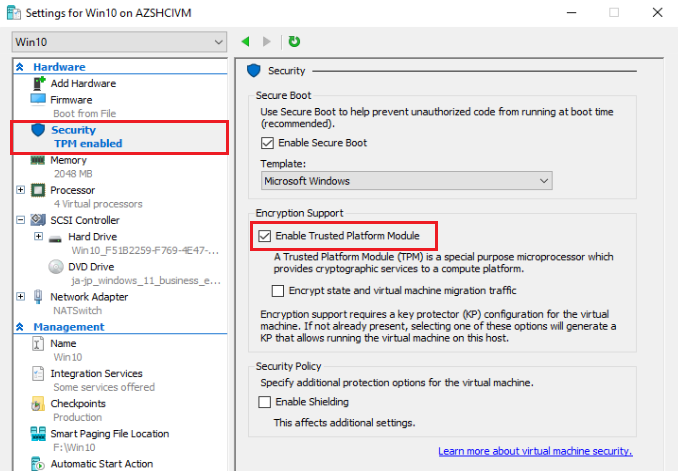 Settings for Win10 on AZSHCIVM
Win10
Hardware
Add Hardware
Firmware
Boot from File
Security
TPM enabled
Memory
2048 MB
Processor
4 Virtual processors
SCSI Controller
Hard Drive
Win10_F51B2259-F769-4E47-...
DVD Drive
ja-jp_windows_11_business_e...
Network Adapter
NATSwitch
Management
Name
Win10
Integration Services
Some services offered
Checkpoints
Production
Smart Paging File Location
F:\Win10
Automatic Start Action
Security
Secure Boot
Use Secure Boot to help prevent unauthorized code from running at boot time
(recommended).
Enable Secure Boot
Template:
Microsoft Windows
Encryption Support
Enable Trusted Platform Module
A Trusted Platform Module (TPM) is a special purpose microprocessor which
provides cryptographic services to a compute platform.
Encrypt state and virtual machine migration traffic
Encryption support requires a key protector (KP) configuration for the virtual
machine. If not already present, selecting one of these options will generate a
KP that allows running the virtual machine on this host.
Security Policy
Specify additional protection options for the virtual machine.
Enable Shielding
This affects additional settings.
Learn more about virtual machine security.